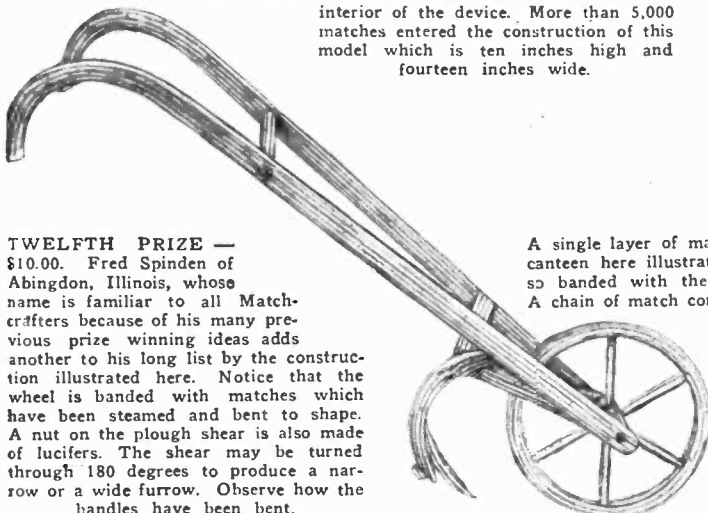 interior of the device. More than 5,000
matches entered the construction of this
model which is ten inches high and
fourteen inches wide.
TWELFTH PRIZE —
$10.00. Fred Spinden of
Abingdon, Illinois, whose
name is familiar to all Match-
crafters because of his many pre-
vious prize winning ideas adds
another to his long list by the construc-
tion illustrated here. Notice that the
wheel is banded with matches which
have been steamed and bent to shape.
A nut on the plough shear is also made
of lucifers. The shear may be turned
through 180 degrees to produce a nar-
row or a wide furrow. Observe how the
handles have been bent.
A single layer of ma
canteen here illustrat
so banded with the
A chain of match con